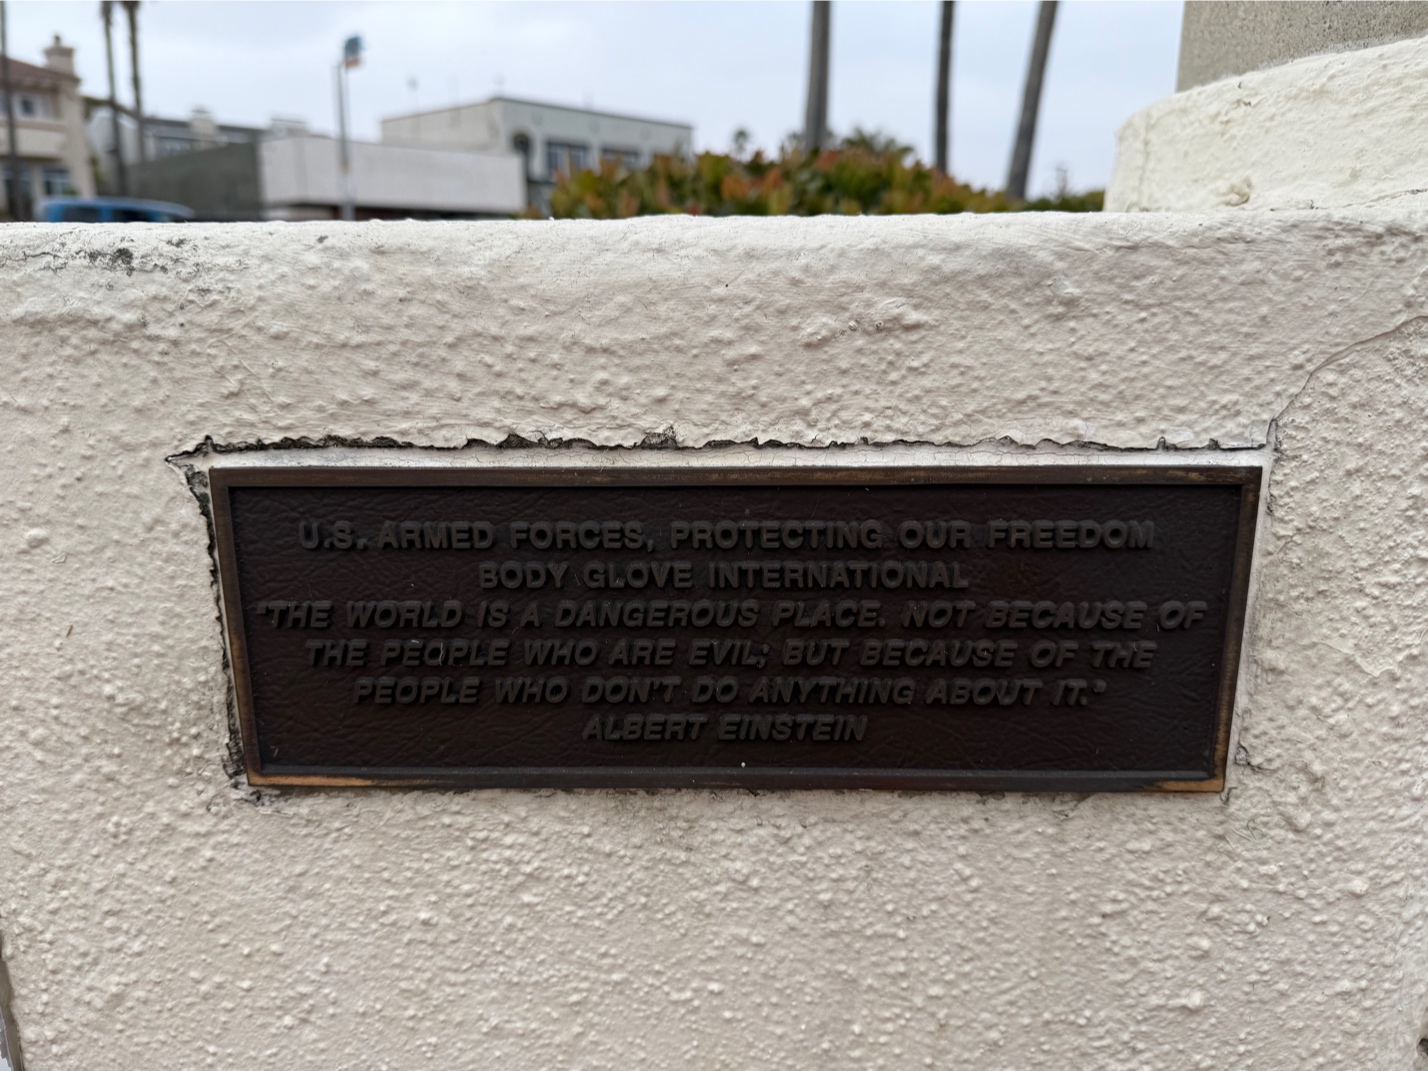 U.S. ARMED FORCES, PROTECTING OUR FREEDOM
BODY GLOVE INTERNATIONAL
"THE WORLD IS A DANGEROUS PLACE. NOT BECAUSE OF
THE PEOPLE WHO ARE EVIL; BUT BECAUSE OF THE
PEOPLE WHO DON'T DO ANYTHING ABOUT IT."
ALBERT EINSTEIN